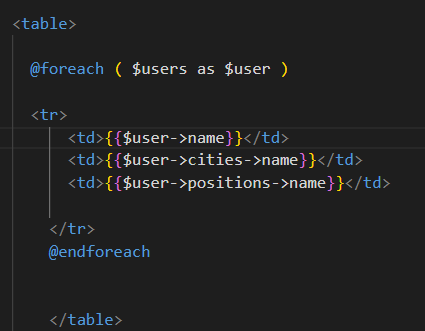 <table>
@foreach ( $users as $user )
<tr>
<td>{{$user->name}}</td>
<td>{{$user->cities->name}}</td>
<td>{{$user->positions->name}}</td>
</tr>
@endforeach
</table>